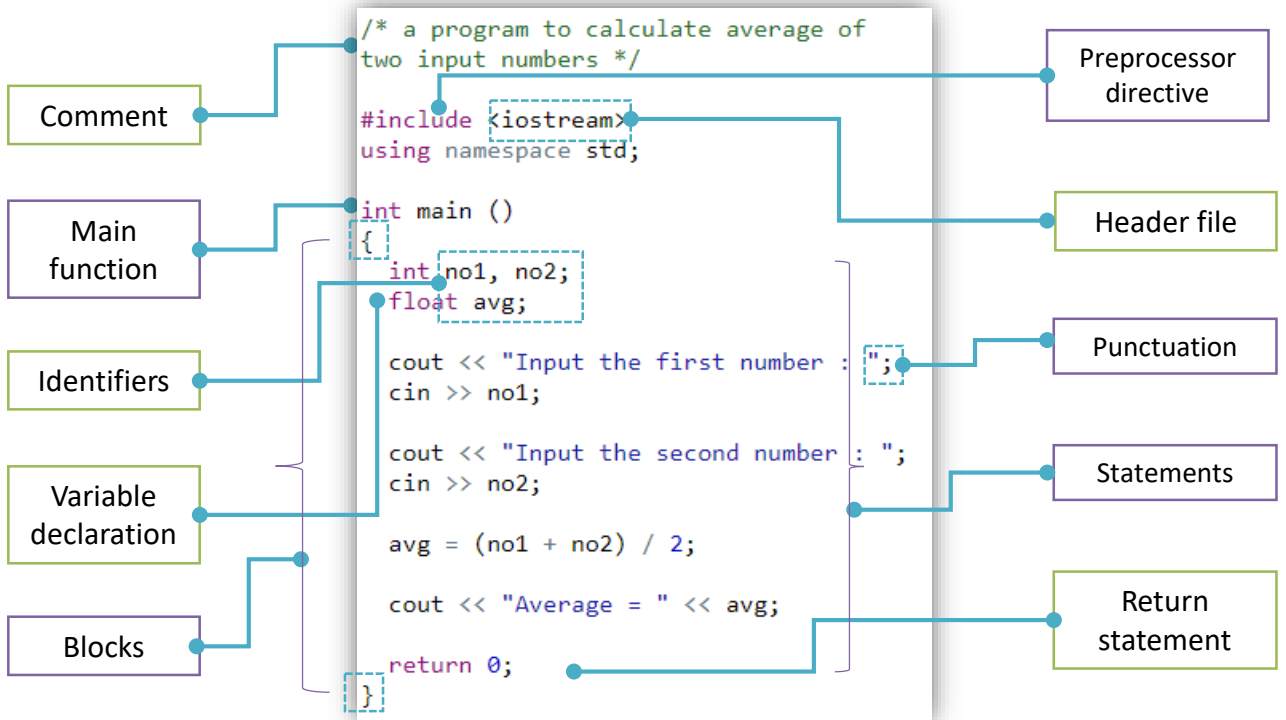 /* a program to calculate average of
two input numbers */
#include <iostream>
using namespace std;
int main ()
{
int no1, no2;
float avg;
cout << "Input the first number : ";
cin >> no1;
cout << "Input the second number : ";
cin >> no2;
avg = (no1 + no2) / 2;
cout << "Average = " << avg;
return 0;
}
Comment
Main
function
Identifiers
Variable
declaration
Blocks
Preprocessor
directive
Header file
Punctuation
Statements
Return
statement